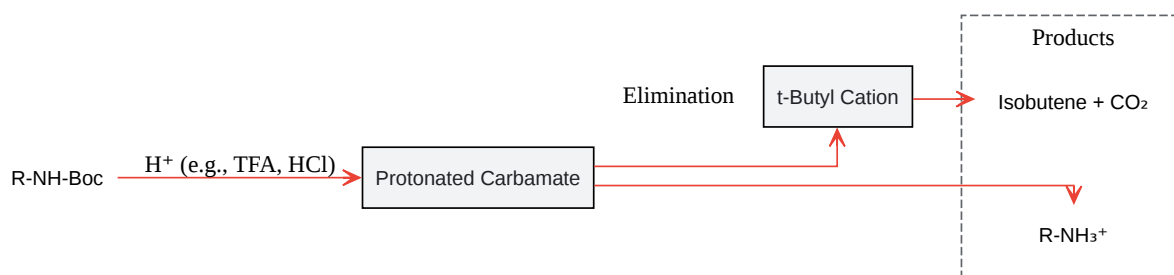 Products
Elimination
t-Butyl Cation
Isobutene + CO₂
H⁺ (e.g., TFA, HCl)
R-NH-Boc
Protonated Carbamate
R-NH₃⁺